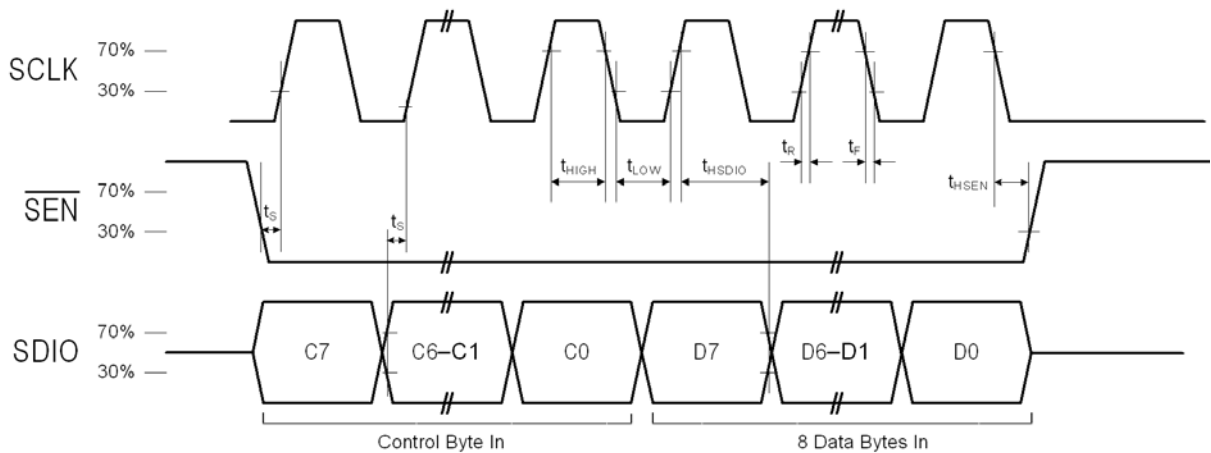 SCLK
70%
30%
t_R
t_F
t_HIGH
t_LOW
t_HSDIO
t_HSEN
SEN
70%
30%
t_S
t_S
SDIO
70%
30%
C7
C6–C1
C0
D7
D6–D1
D0
Control Byte In
8 Data Bytes In